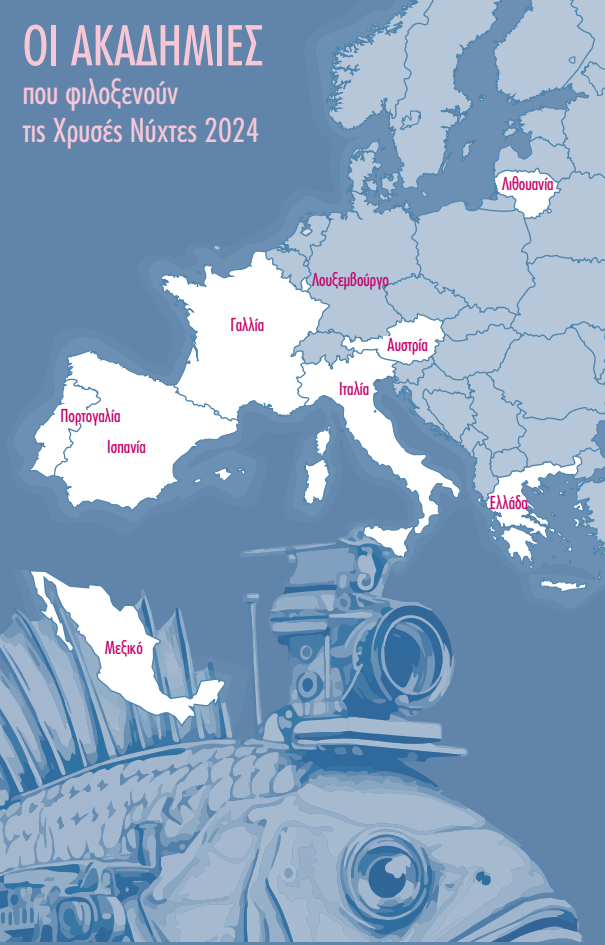 ΟΙ ΑΚΑΔΗΜΙΕΣ
που φιλοξενούν
τις Χρυσές Νύχτες 2024
Λιθουανία
Λουξεμβούργο
Γαλλία
Αυστρία
Ιταλία
Πορτογαλία
Ισπανία
Ελλάδα
Μεξικό